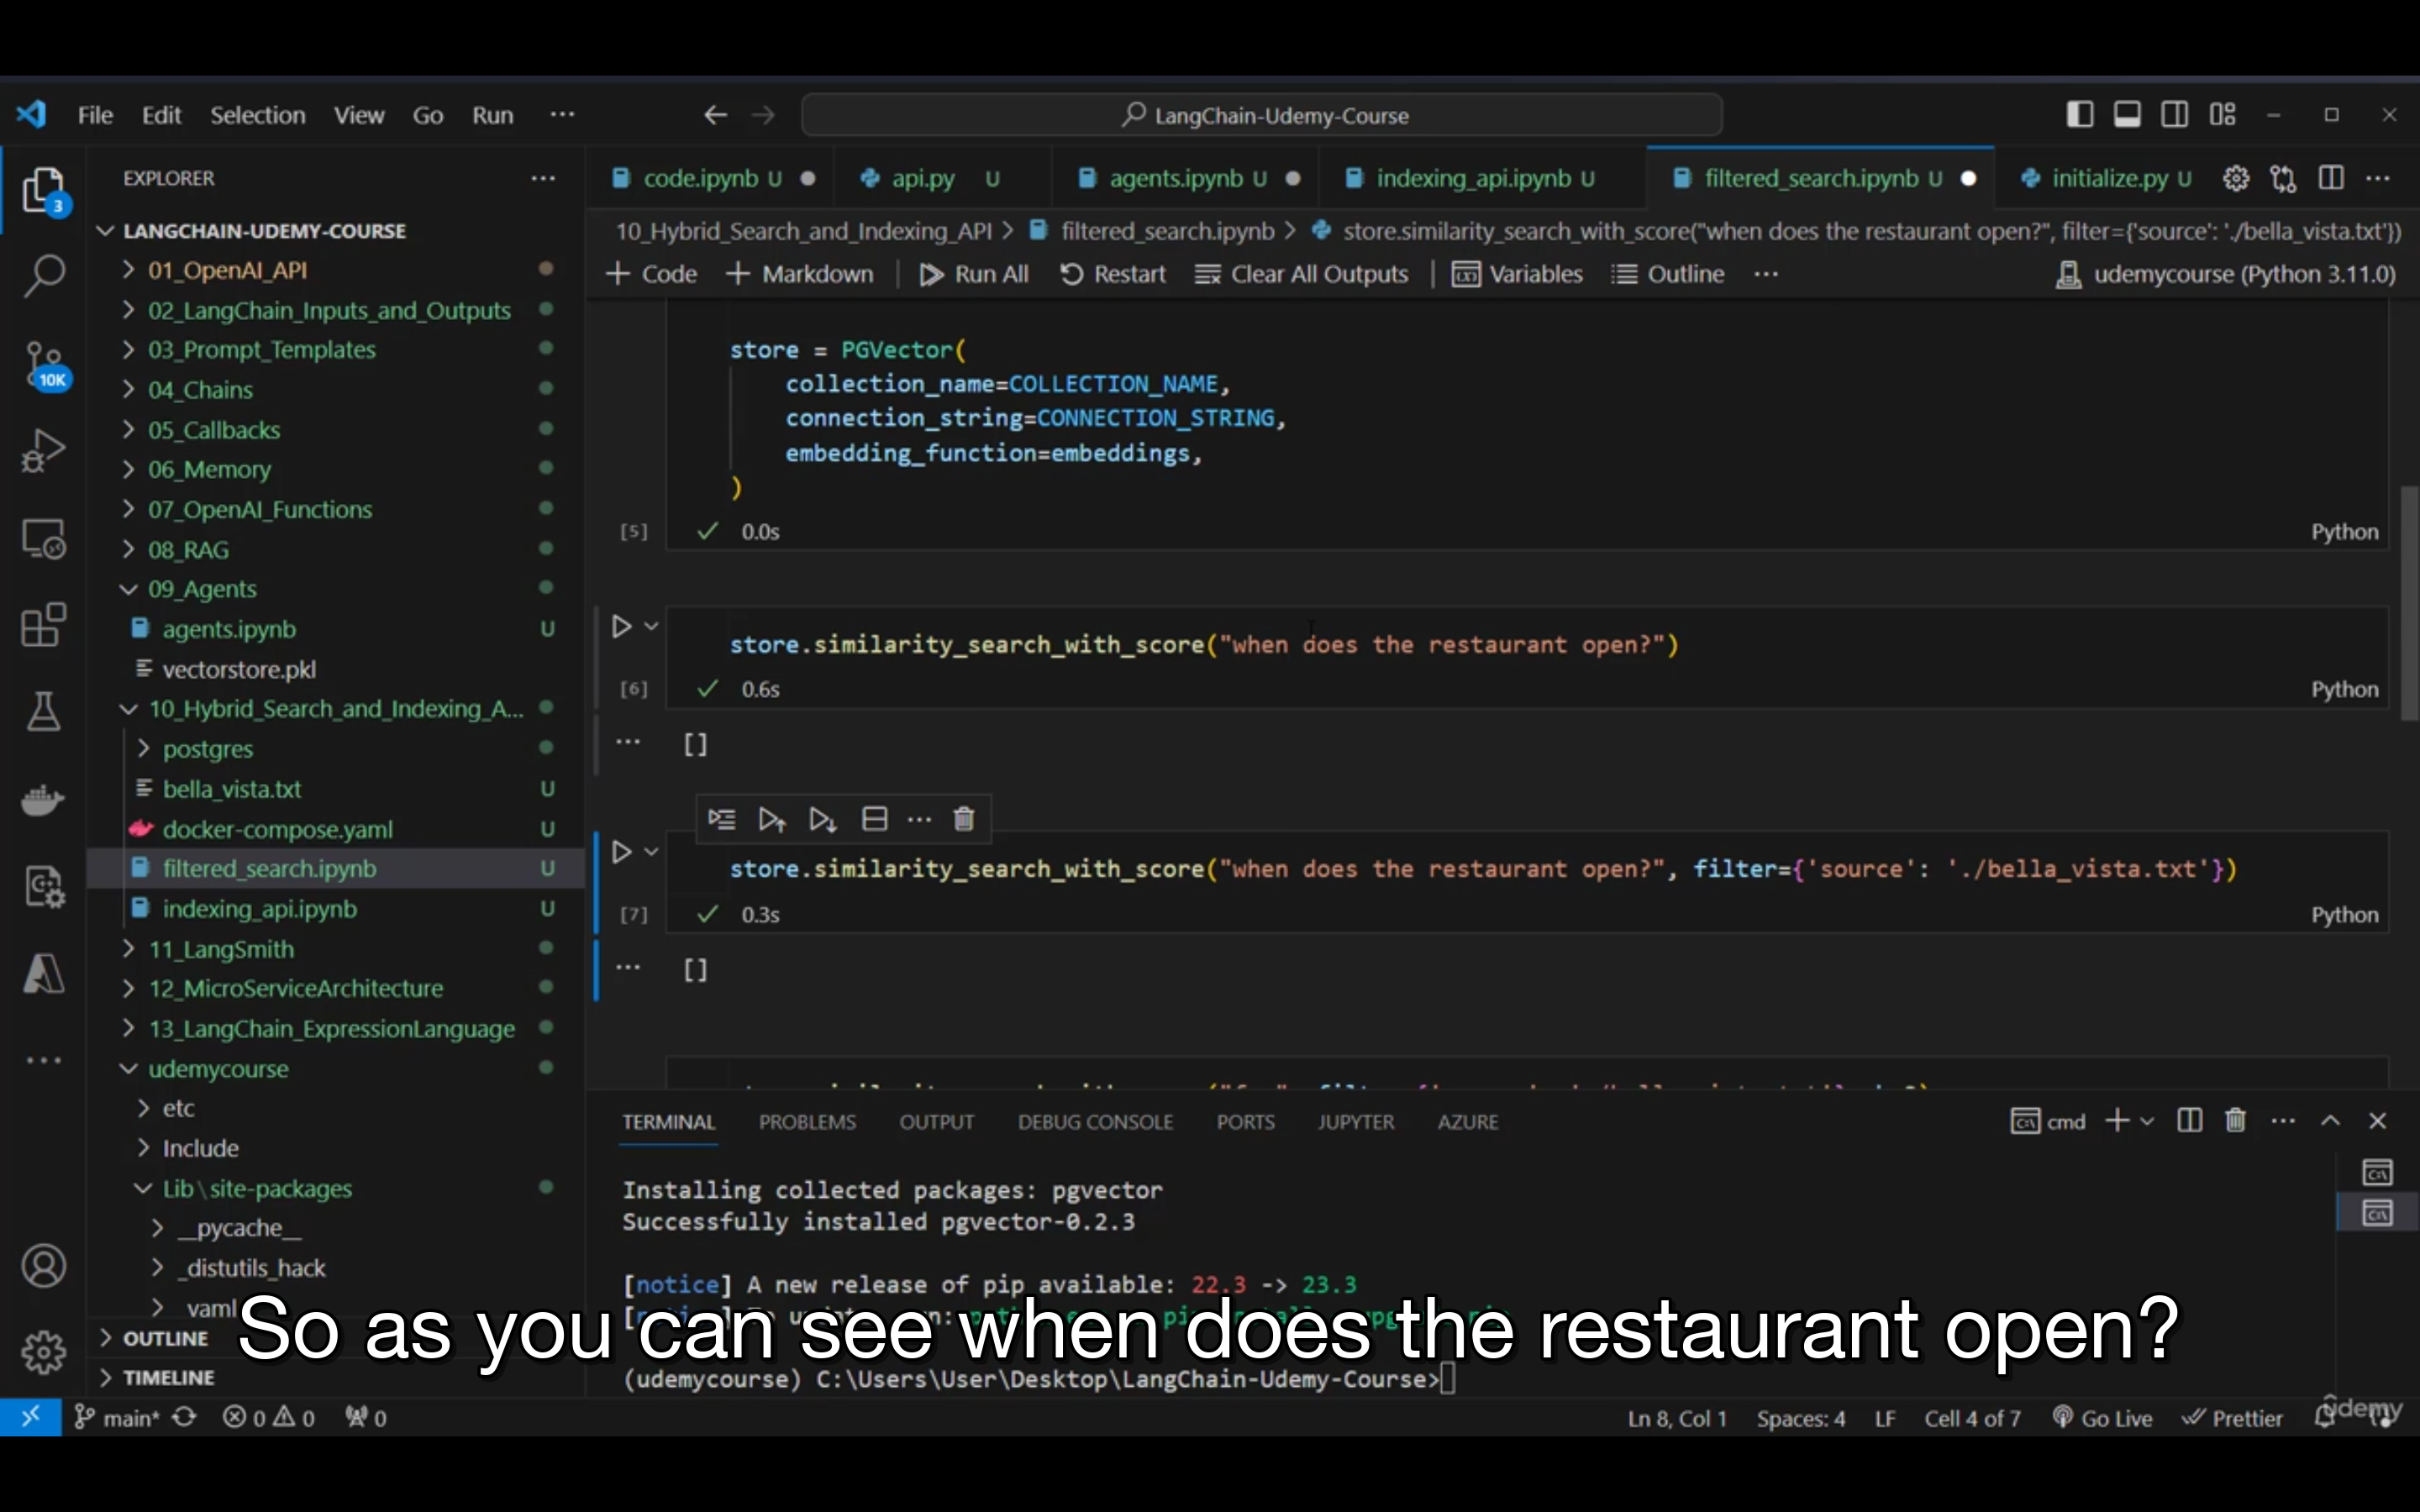 File Edit Selection View Go Run ···
LangChain-Udemy-Course
EXPLORER
3
LANGCHAIN-UDEMY-COURSE
01_OpenAI_API
02_LangChain_Inputs_and_Outputs
03_Prompt_Templates
10K
04_Chains
05_Callbacks
06_Memory
07_OpenAI_Functions
08_RAG
09_Agents
agents.ipynb U
vectorstore.pkl
10_Hybrid_Search_and_Indexing_A...
postgres
bella_vista.txt U
docker-compose.yaml U
filtered_search.ipynb U
indexing_api.ipynb U
11_LangSmith
12_MicroServiceArchitecture
13_LangChain_ExpressionLanguage
udemycourse
etc
Include
Lib\site-packages
__pycache__
_distutils_hack
OUTLINE
TIMELINE
code.ipynb U api.py U agents.ipynb U indexing_api.ipynb U filtered_search.ipynb U initialize.py U
10_Hybrid_Search_and_Indexing_API > filtered_search.ipynb > store.similarity_search_with_score("when does the restaurant open?", filter={'source': './bella_vista.txt'})
+ Code + Markdown Run All Restart Clear All Outputs Variables Outline ··· udemycourse (Python 3.11.0)
store = PGVector(
collection_name=COLLECTION_NAME,
connection_string=CONNECTION_STRING,
embedding_function=embeddings,
)
[5] ✓ 0.0s Python
store.similarity_search_with_score("when does the restaurant open?")
[6] ✓ 0.6s Python
[]
store.similarity_search_with_score("when does the restaurant open?", filter={'source': './bella_vista.txt'})
[7] ✓ 0.3s Python
[]
TERMINAL PROBLEMS OUTPUT DEBUG CONSOLE PORTS JUPYTER AZURE cmd
Installing collected packages: pgvector
Successfully installed pgvector-0.2.3
[notice] A new release of pip available: 22.3 -> 23.3
(udemycourse) C:\Users\User\Desktop\LangChain-Udemy-Course>
So as you can see when does the restaurant open?
main* 0 0 0 Ln 8, Col 1 Spaces: 4 LF Cell 4 of 7 Go Live Prettier
udemy